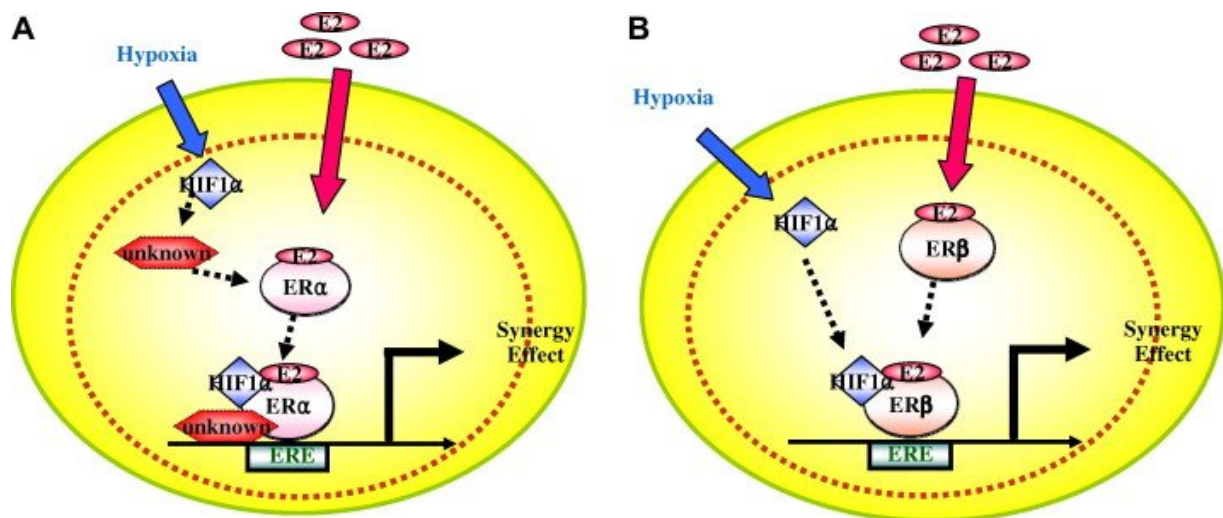 A
E2
E2
E2
Hypoxia
HIF1α
unknown
E2
ERα
HIF1α
E2
ERα
unknown
ERE
Synergy
Effect
B
E2
E2
E2
Hypoxia
HIF1α
E2
ERβ
HIF1α
E2
ERβ
ERE
Synergy
Effect